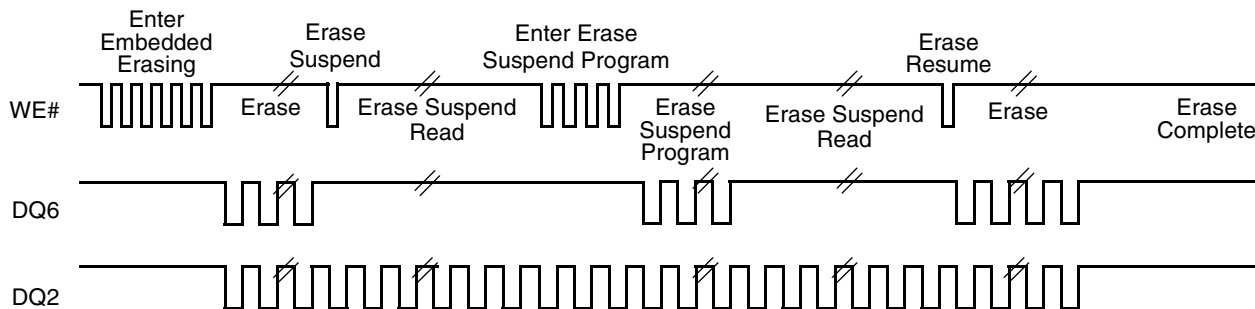 Enter
Embedded
Erasing
Erase
Suspend
Enter Erase
Suspend Program
Erase
Resume
WE#
Erase
Erase Suspend
Read
Erase
Suspend
Program
Erase Suspend
Read
Erase
Erase
Complete
DQ6
DQ2